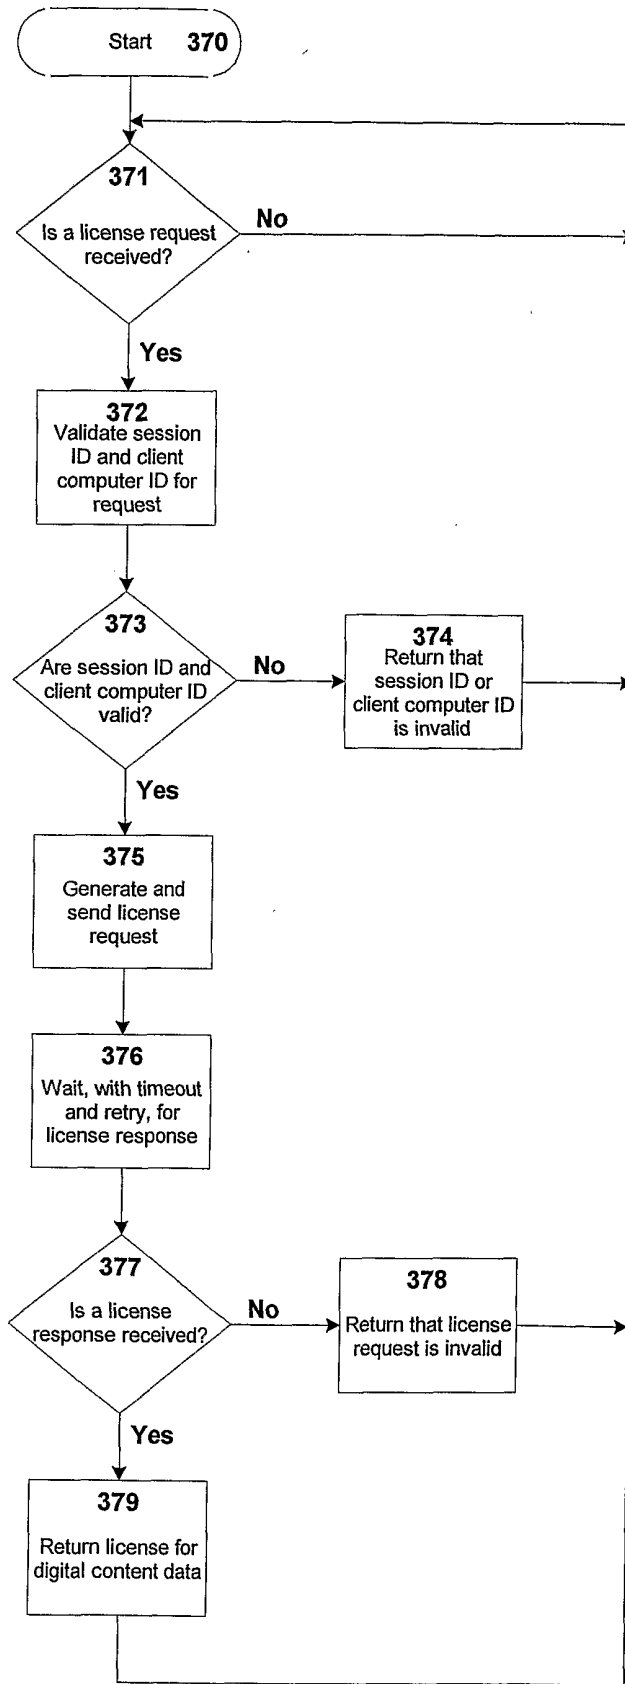 Start 370
371
Is a license request
received?
No
Yes
372
Validate session
ID and client
computer ID for
request
373
Are session ID and
client computer ID
valid?
No
374
Return that
session ID or
client computer ID
is invalid
Yes
375
Generate and
send license
request
376
Wait, with timeout
and retry, for
license response
377
Is a license
response received?
No
378
Return that license
request is invalid
Yes
379
Return license for
digital content data